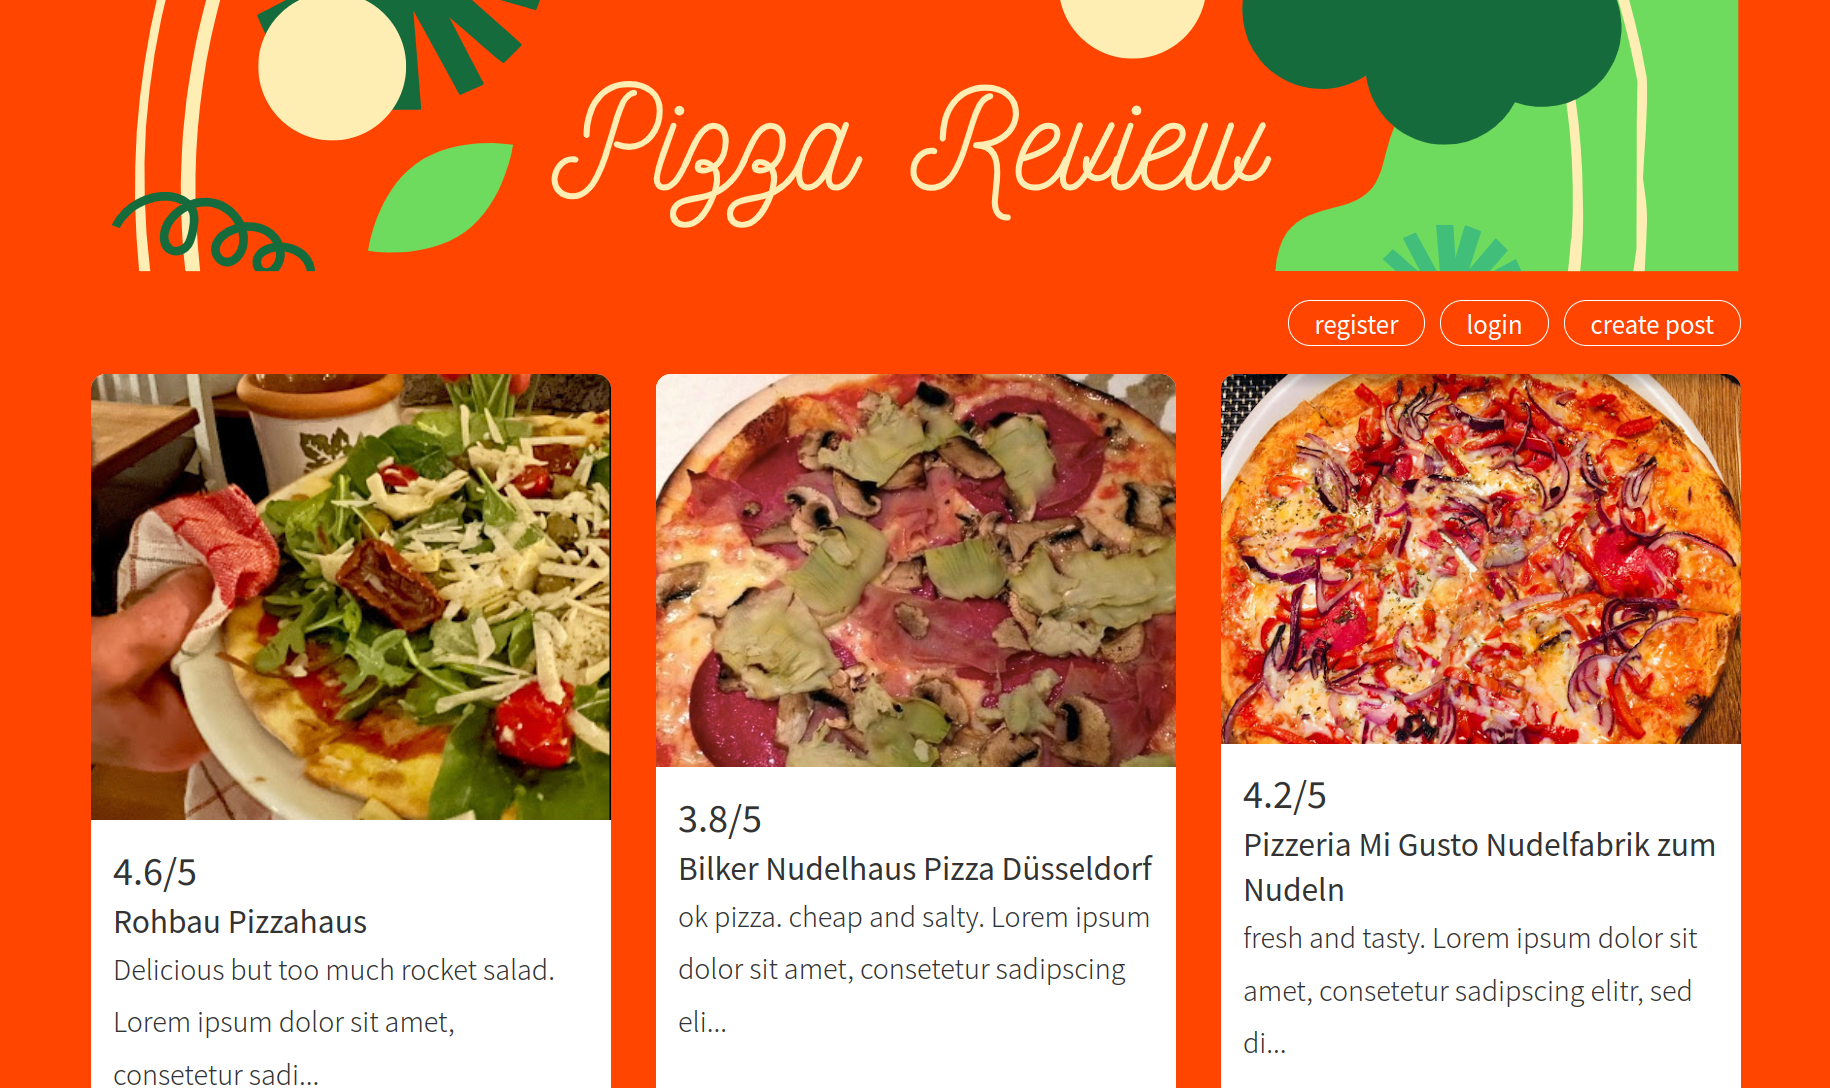 Pizza Review
register login create post
4.6/5
Rohbau Pizzahaus
Delicious but too much rocket salad.
Lorem ipsum dolor sit amet,
consetetur sadi...
3.8/5
Bilker Nudelhaus Pizza Düsseldorf
ok pizza. cheap and salty. Lorem ipsum
dolor sit amet, consetetur sadipscing
eli...
4.2/5
Pizzeria Mi Gusto Nudelfabrik zum
Nudeln
fresh and tasty. Lorem ipsum dolor sit
amet, consetetur sadipscing elitr, sed
di...